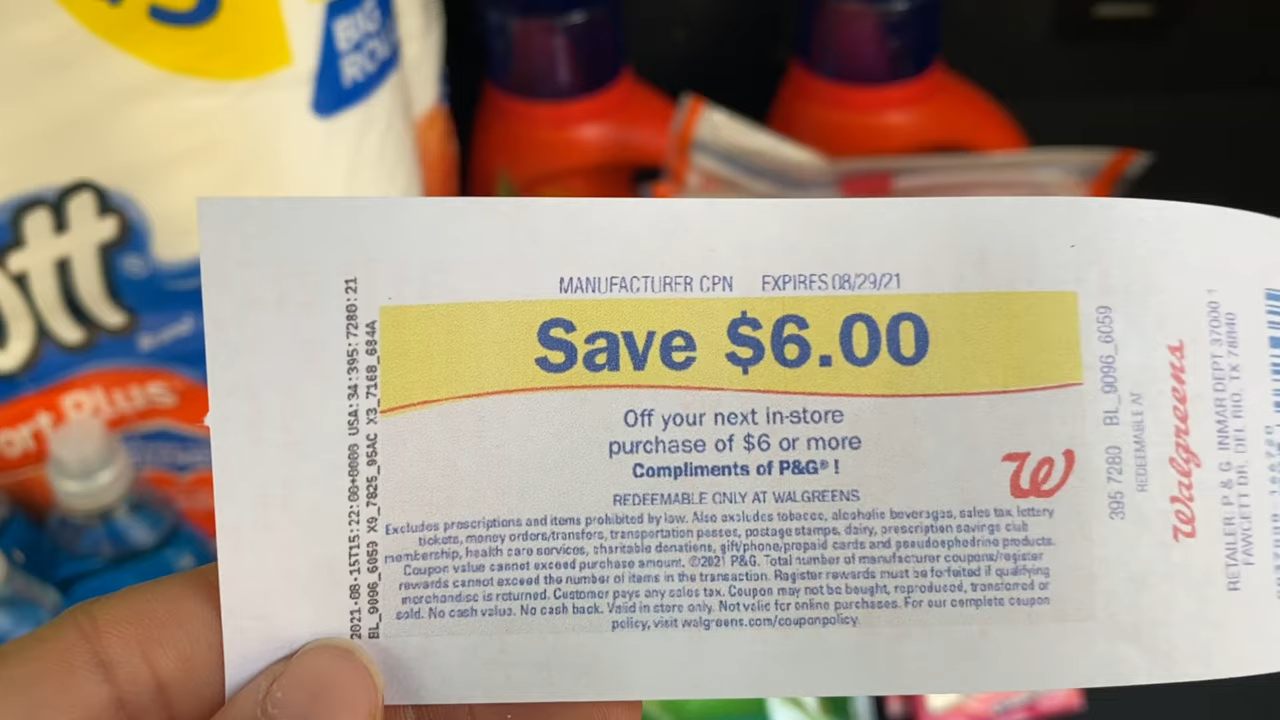 BIG
ROLL
ott
ort Plus
MANUFACTURER CPN EXPIRES 08/29/21
Save $6.00
Off your next in-store
purchase of $6 or more
Compliments of P&G® !
REDEEMABLE ONLY AT WALGREENS
Excludes prescriptions and items prohibited by law. Also excludes tobacco, alcoholic beverages, sales tax, lottery
tickets, money orders/transfers, transportation passes, postage stamps, dairy, prescription savings club
membership, health care services, charitable donations, gift/phone/prepaid cards and pseudoephedrine products.
Coupon value cannot exceed purchase amount. ©2021 P&G. Total number of manufacturer coupons/register
rewards cannot exceed the number of items in the transaction. Register rewards must be forfeited if qualifying
merchandise is returned. Customer pays any sales tax. Coupon may not be bought, reproduced, transferred or
sold. No cash value. No cash back. Valid in store only. Not valid for online purchases. For our complete coupon
policy, visit walgreens.com/couponpolicy.
W
2021-08-15T15:22:00+0000 USA:34:395:7280:21
BL_9096_6059 X9_7825_95AC X3_7168_684A
395 7280 BL_9096_6059
REDEEMABLE AT
Walgreens
RETAILER: P & G INMAR DEPT 37000 1
FAWCETT DR. DEL RIO, TX 78840